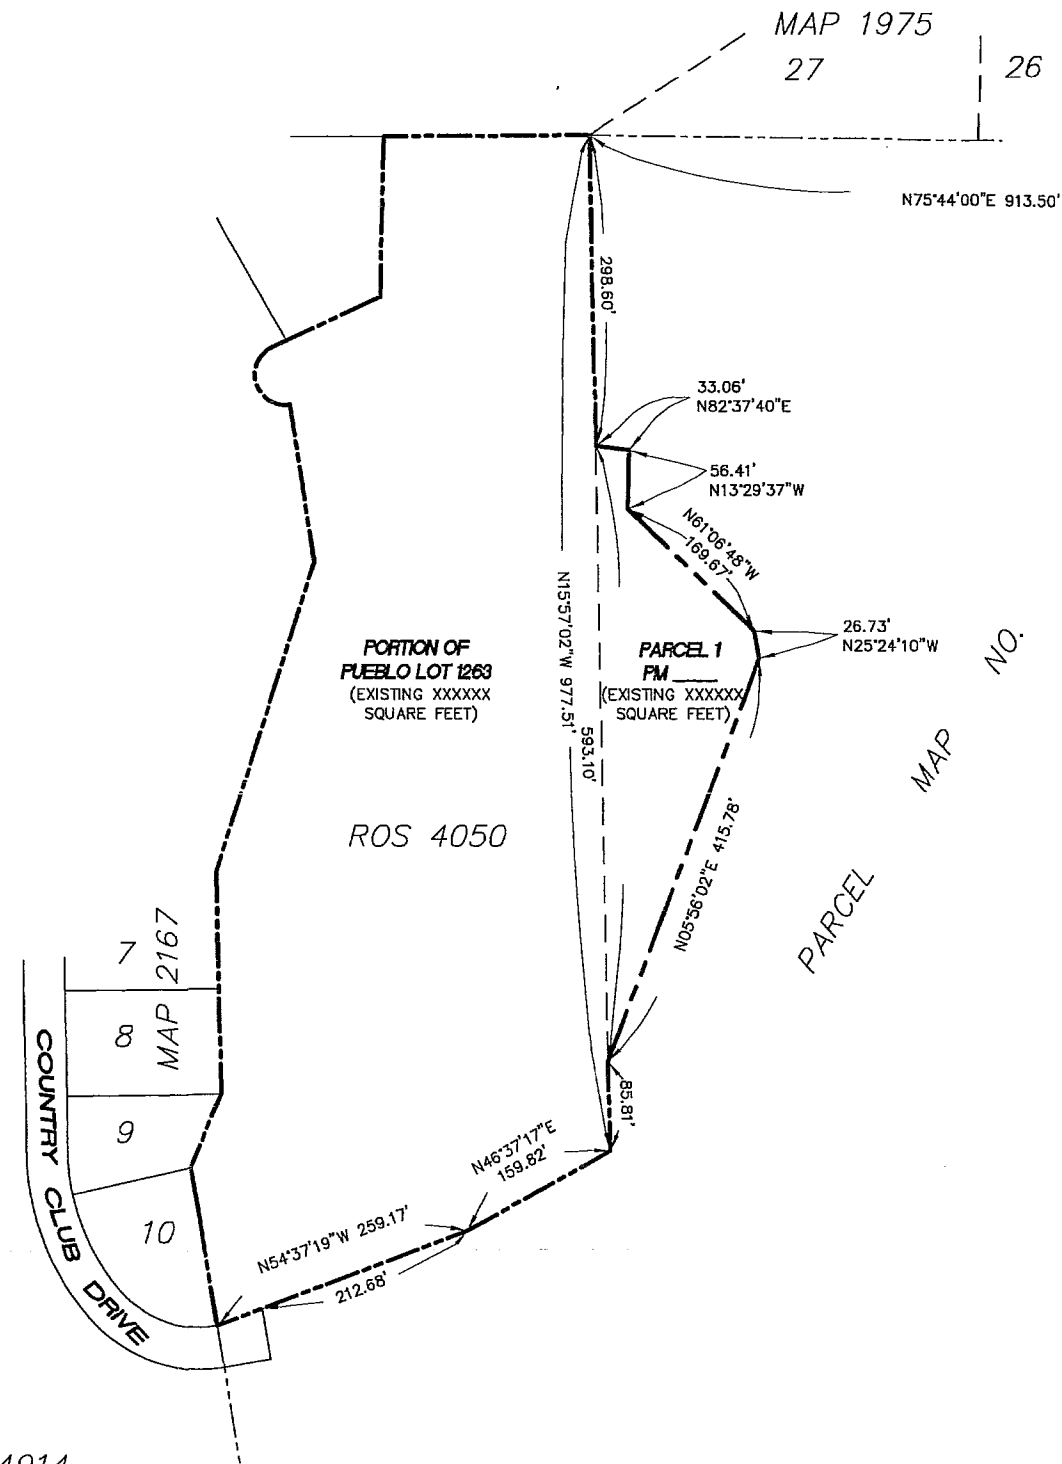 MAP 1975
27
26
N75°44'00"E 913.50'
298.60'
33.06'
N82°37'40"E
56.41'
N13°29'37"W
N61°06'48"W
169.67'
26.73'
N25°24'10"W
N15°57'02"W 977.51'
593.10'
PORTION OF
PUEBLO LOT 1263
(EXISTING XXXXXX
SQUARE FEET)
PARCEL 1
PM ____
(EXISTING XXXXXX
SQUARE FEET)
PARCEL MAP NO.
ROS 4050
N05°56'02"E 415.78'
7
8
9
10
MAP 2167
COUNTRY CLUB DRIVE
85.81'
N46°37'17"E
159.82'
N54°37'19"W 259.17'
212.68'